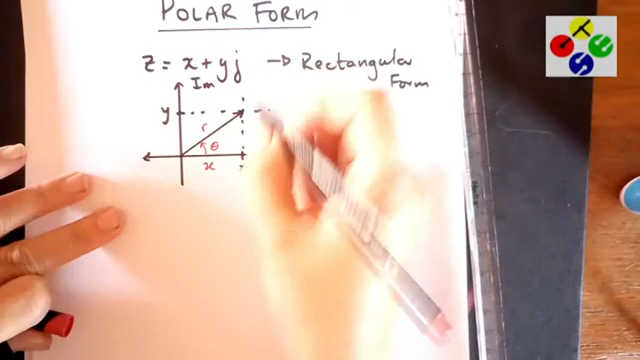 POLAR FORM
z = x + yj → Rectangular
Form
Im
y
r
θ
x